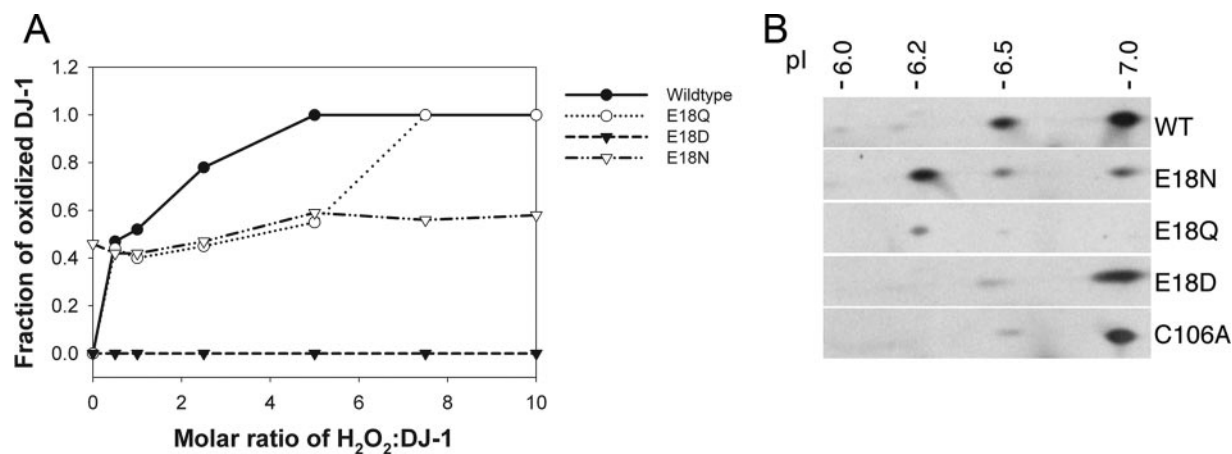 A
Fraction of oxidized DJ-1
1.2
1.0
0.8
0.6
0.4
0.2
0.0
0 2 4 6 8 10
Molar ratio of H₂O₂:DJ-1
Wildtype
E18Q
E18D
E18N
B
pI
- 6.0
- 6.2
- 6.5
- 7.0
WT
E18N
E18Q
E18D
C106A